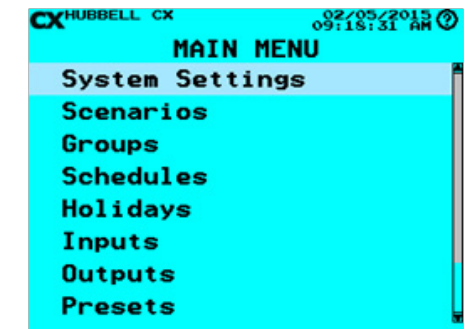 CX HUBBELL CX 02/05/2015 ?
09:18:31 AM
MAIN MENU
System Settings
Scenarios
Groups
Schedules
Holidays
Inputs
Outputs
Presets